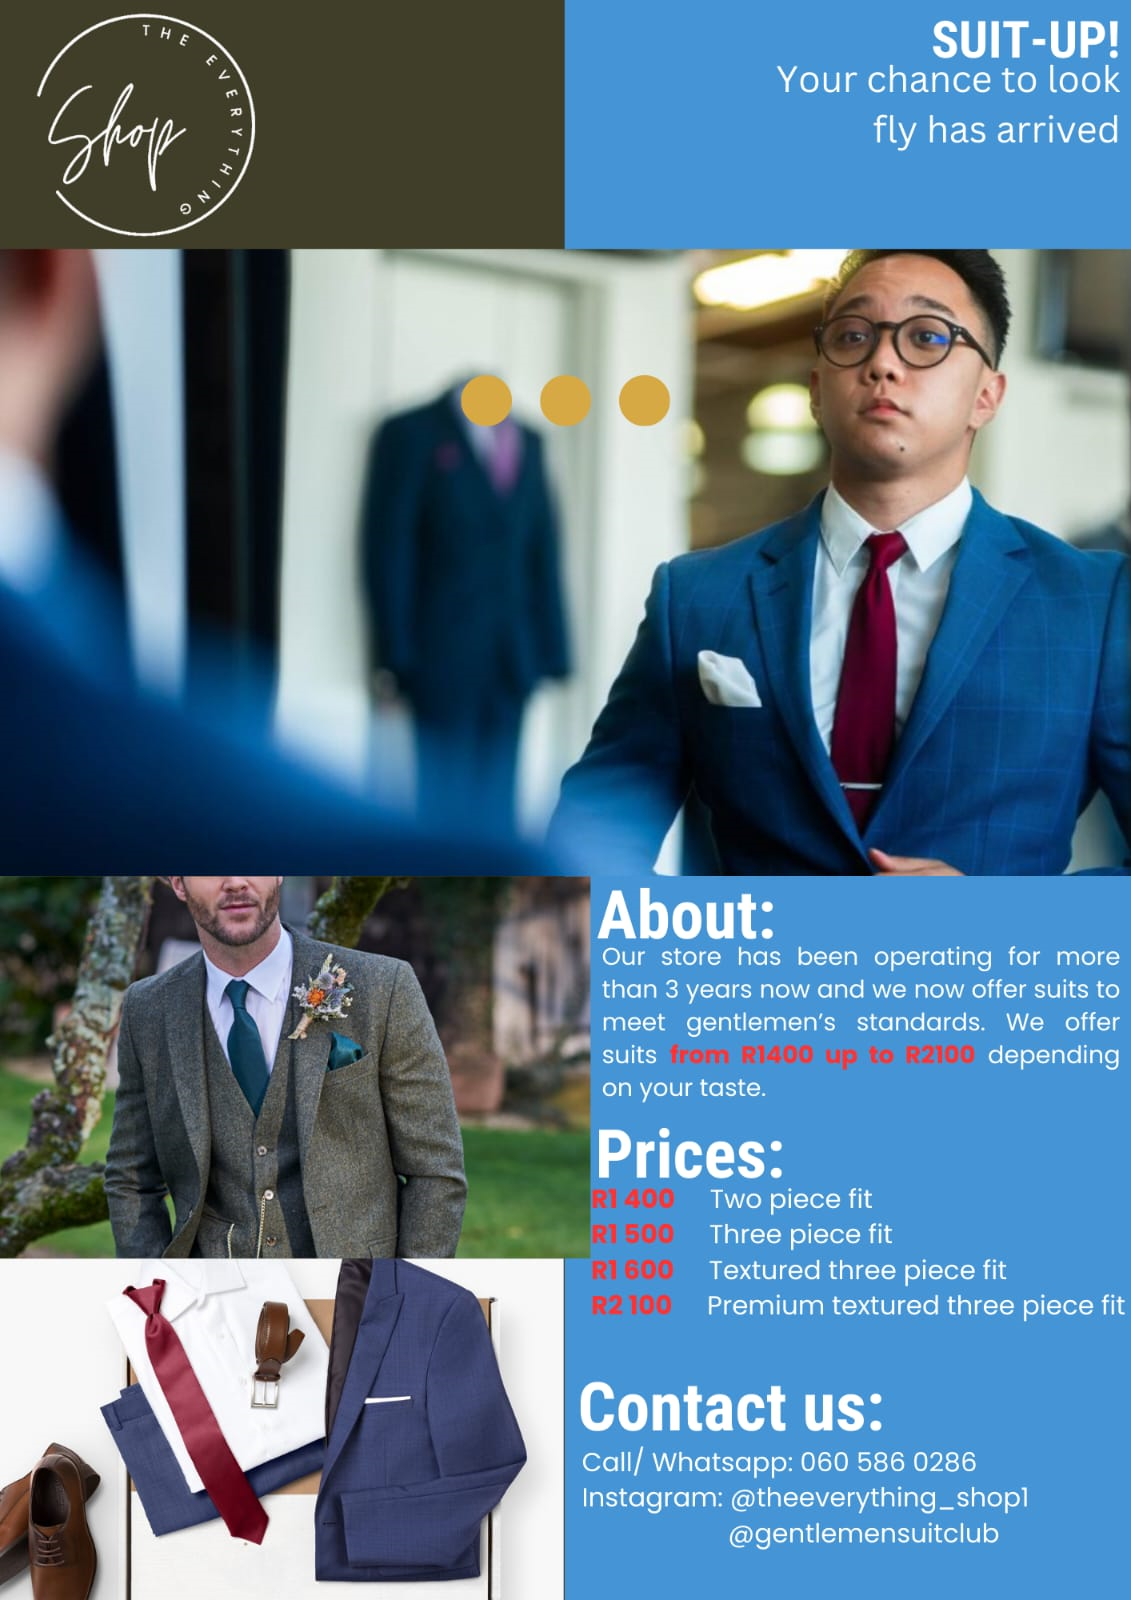 THE EVERYTHING
Shop
SUIT-UP!
Your chance to look
fly has arrived
About:
Our store has been operating for more
than 3 years now and we now offer suits to
meet gentlemen's standards. We offer
suits from R1400 up to R2100 depending
on your taste.
Prices:
R1 400 Two piece fit
R1 500 Three piece fit
R1 600 Textured three piece fit
R2 100 Premium textured three piece fit
Contact us:
Call/ Whatsapp: 060 586 0286
Instagram: @theeverything_shop1
@gentlemensuitclub